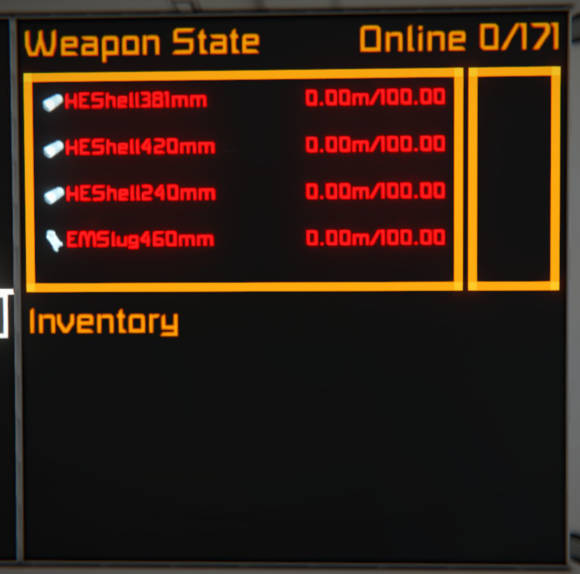 Weapon State Online 0/171
HEShell381mm 0.00m/100.00
HEShell420mm 0.00m/100.00
HEShell240mm 0.00m/100.00
EMSlug460mm 0.00m/100.00
Inventory